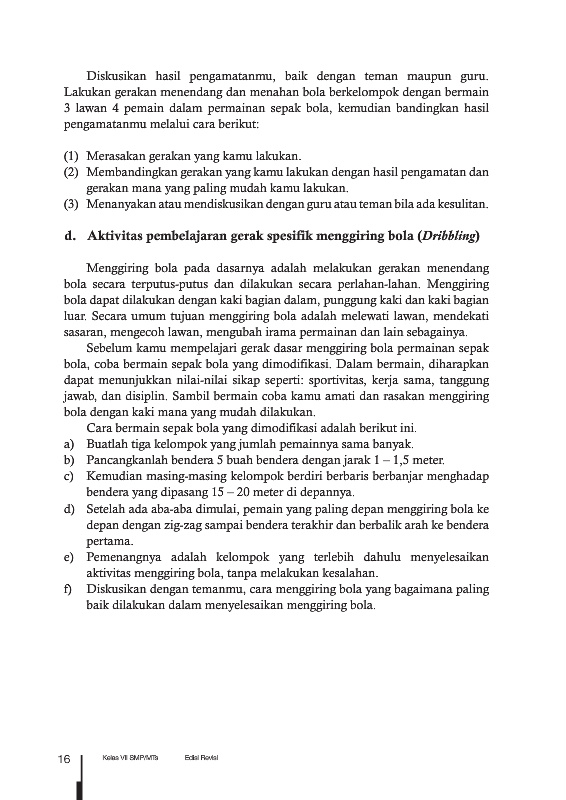 Diskusikan hasil pengamatanmu, baik dengan teman maupun guru.
Lakukan gerakan menendang dan menahan bola berkelompok dengan bermain
3 lawan 4 pemain dalam permainan sepak bola, kemudian bandingkan hasil
pengamatanmu melalui cara berikut:
(1) Merasakan gerakan yang kamu lakukan.
(2) Membandingkan gerakan yang kamu lakukan dengan hasil pengamatan dan
gerakan mana yang paling mudah kamu lakukan.
(3) Menanyakan atau mendiskusikan dengan guru atau teman bila ada kesulitan.
d. Aktivitas pembelajaran gerak spesifik menggiring bola (Dribbling)
Menggiring bola pada dasarnya adalah melakukan gerakan menendang
bola secara terputus-putus dan dilakukan secara perlahan-lahan. Menggiring
bola dapat dilakukan dengan kaki bagian dalam, punggung kaki dan kaki bagian
luar. Secara umum tujuan menggiring bola adalah melewati lawan, mendekati
sasaran, mengecoh lawan, mengubah irama permainan dan lain sebagainya.
Sebelum kamu mempelajari gerak dasar menggiring bola permainan sepak
bola, coba bermain sepak bola yang dimodifikasi. Dalam bermain, diharapkan
dapat menunjukkan nilai-nilai sikap seperti: sportivitas, kerja sama, tanggung
jawab, dan disiplin. Sambil bermain coba kamu amati dan rasakan menggiring
bola dengan kaki mana yang mudah dilakukan.
Cara bermain sepak bola yang dimodifikasi adalah berikut ini.
a) Buatlah tiga kelompok yang jumlah pemainnya sama banyak.
b) Pancangkanlah bendera 5 buah bendera dengan jarak 1 – 1,5 meter.
c) Kemudian masing-masing kelompok berdiri berbaris berbanjar menghadap
bendera yang dipasang 15 – 20 meter di depannya.
d) Setelah ada aba-aba dimulai, pemain yang paling depan menggiring bola ke
depan dengan zig-zag sampai bendera terakhir dan berbalik arah ke bendera
pertama.
e) Pemenangnya adalah kelompok yang terlebih dahulu menyelesaikan
aktivitas menggiring bola, tanpa melakukan kesalahan.
f) Diskusikan dengan temanmu, cara menggiring bola yang bagaimana paling
baik dilakukan dalam menyelesaikan menggiring bola.
16 Kelas VII SMP/MTs Edisi Revisi